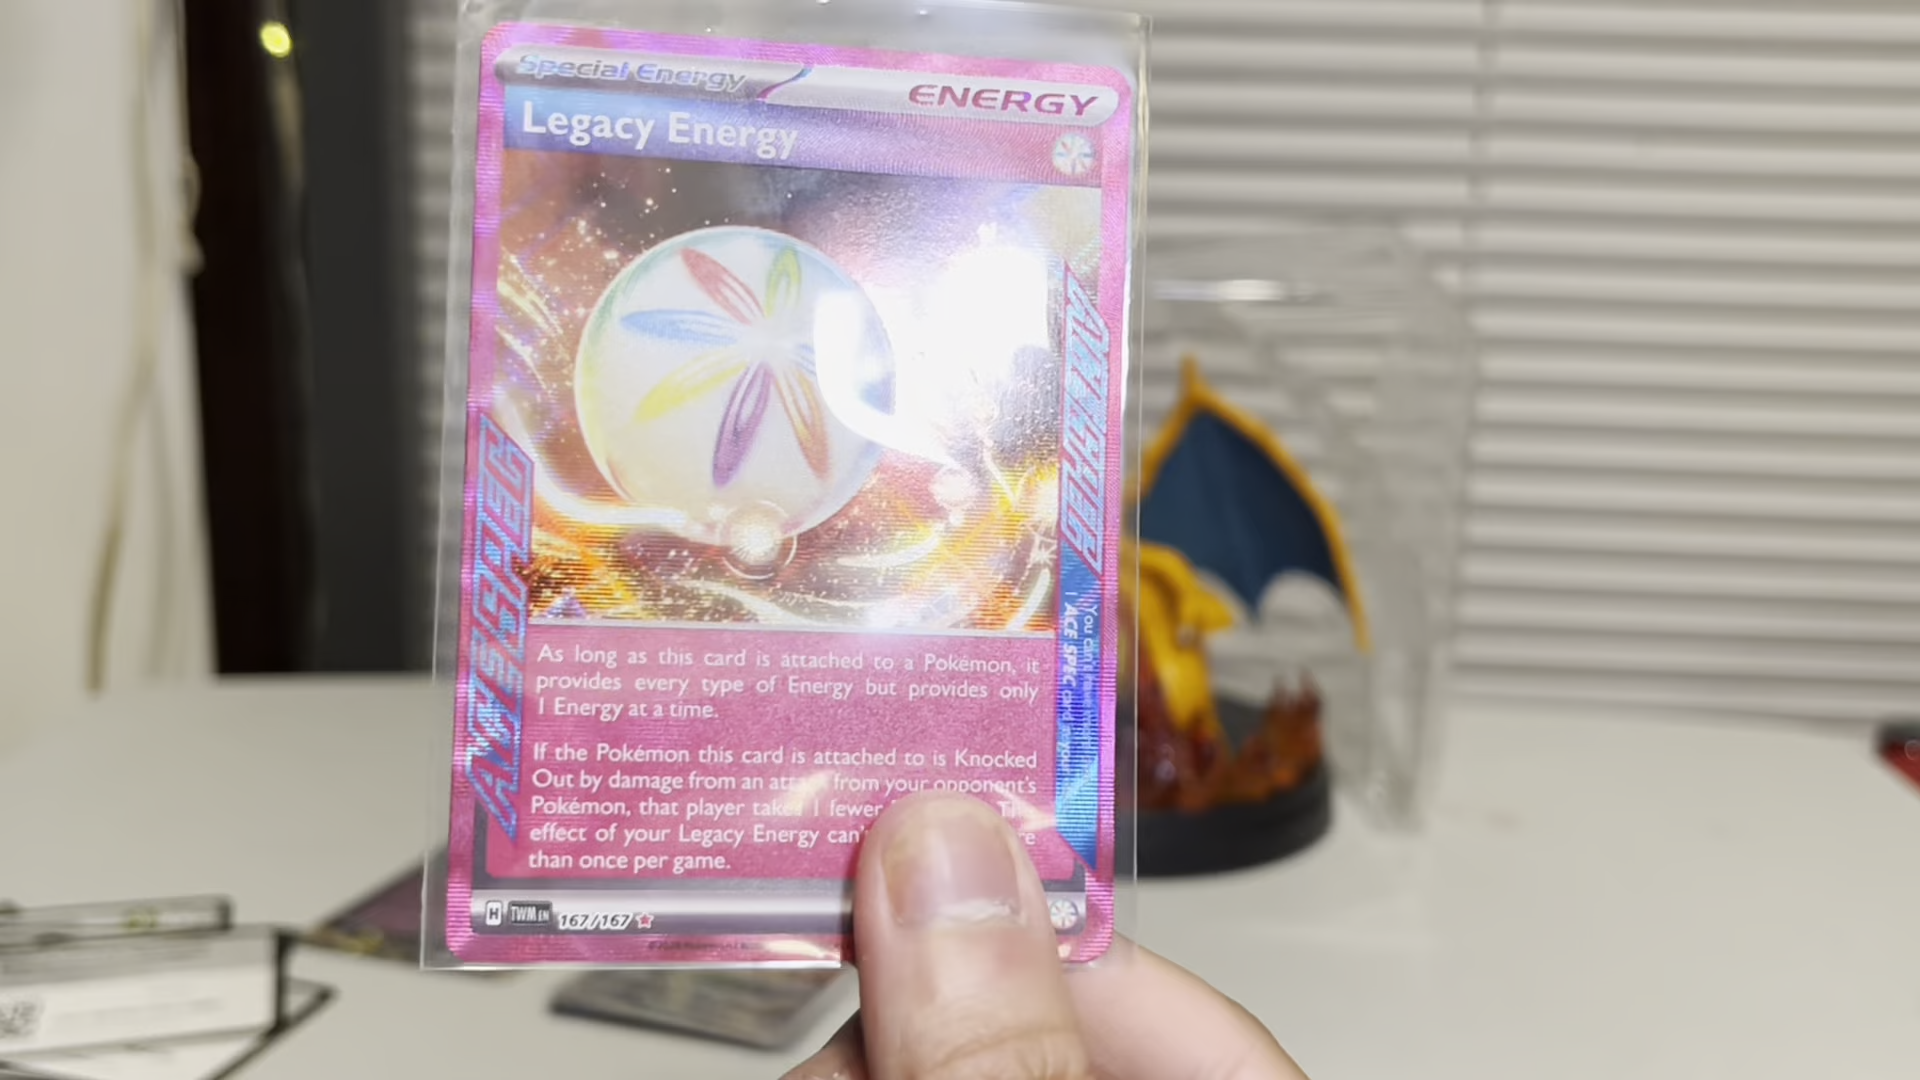 Special Energy
ENERGY
Legacy Energy
ACE SPEC
ACE SPEC
You can't
1 ACE SPEC
As long as this card is attached to a Pokémon, it
provides every type of Energy but provides only
1 Energy at a time.
If the Pokémon this card is attached to is Knocked
Out by damage from an from your opponent's
Pokémon, that player 1 fewer
effect of your Legacy Energy
than once per game.
H TWM EN 167/167